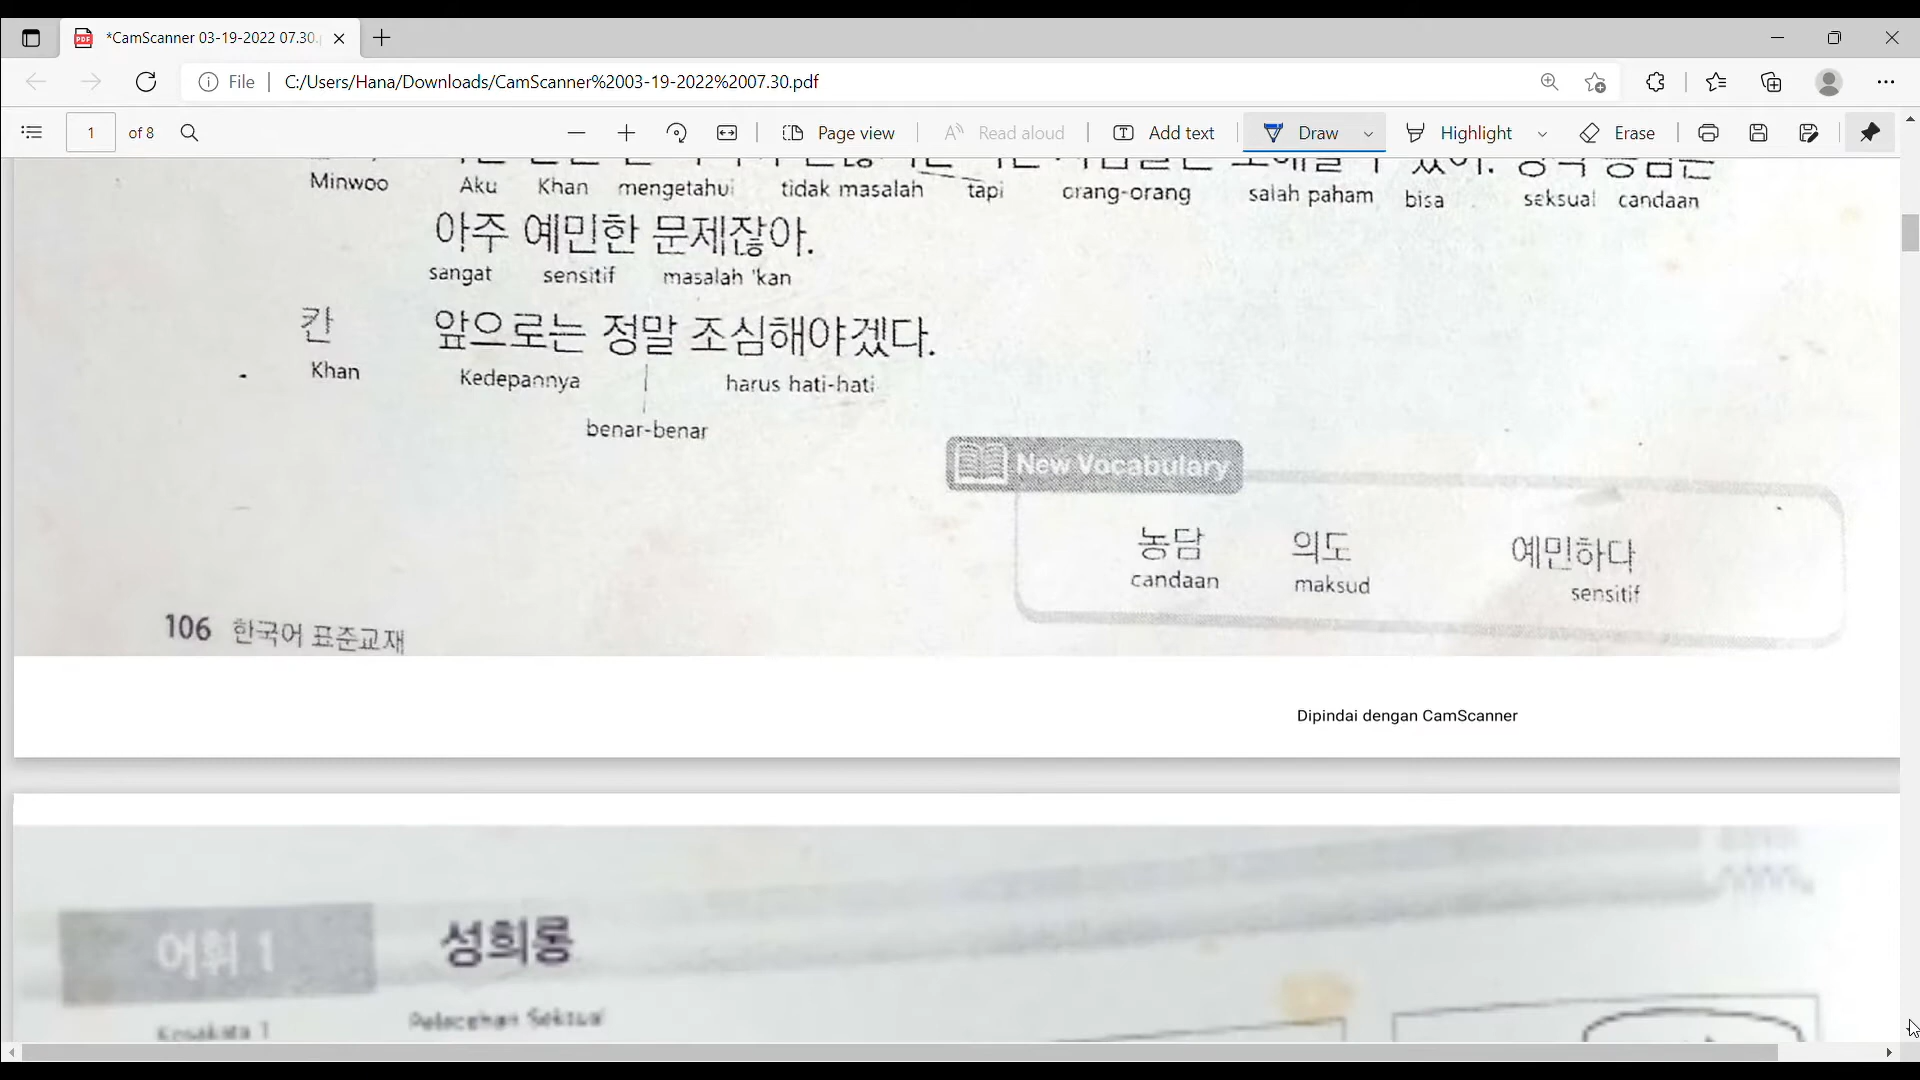 *CamScanner 03-19-2022 07.30.
File C:/Users/Hana/Downloads/CamScanner%2003-19-2022%2007.30.pdf
1 of 8 Page view Read aloud Add text Draw Highlight Erase
Minwoo Aku Khan mengetahui tidak masalah tapi orang-orang salah paham bisa seksual candaan
아주 예민한 문제잖아.
sangat sensitif masalah 'kan
칸 앞으로는 정말 조심해야겠다.
Khan Kedepannya harus hati-hati
benar-benar
New Vocabulary
농담 의도 예민하다
candaan maksud sensitif
106 한국어 표준교재
Dipindai dengan CamScanner
어휘 1 성희롱
Kosakata 1 Pelecehan Seksual